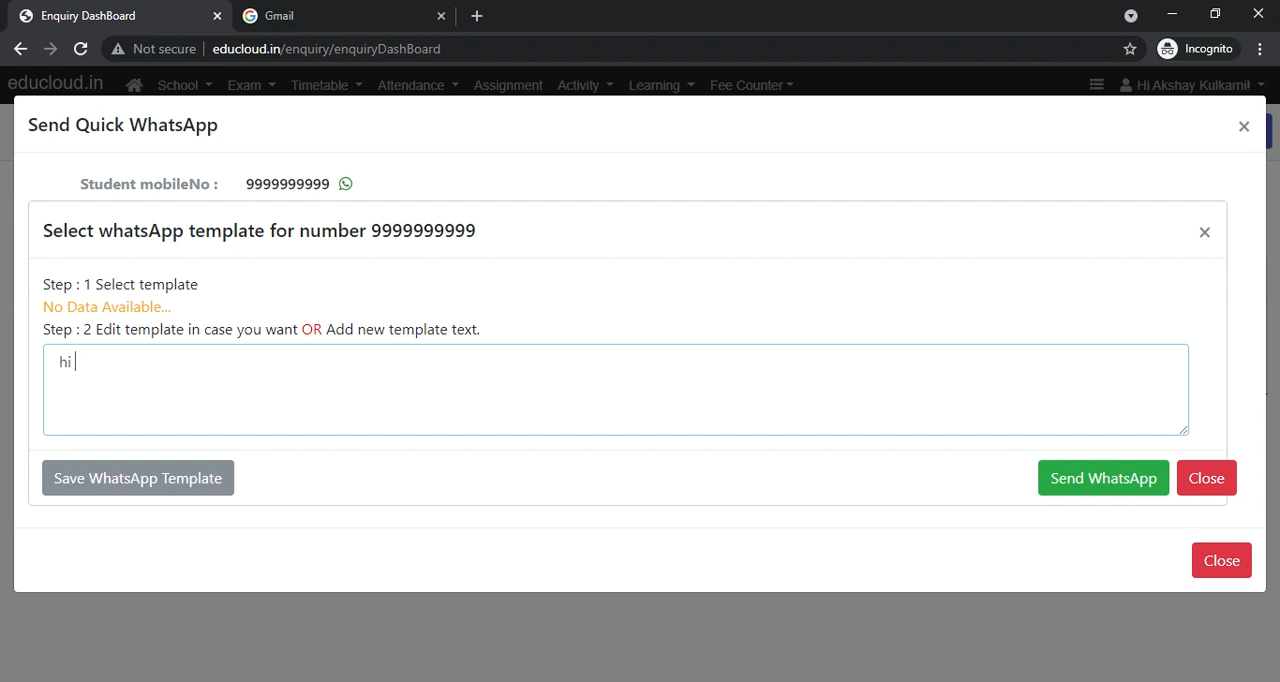 Enquiry DashBoard
Gmail
Not secure
educloud.in/enquiry/enquiryDashBoard
Incognito
educloud.in
School
Exam
Timetable
Attendance
Assignment
Activity
Learning
Fee Counter
Hi Akshay Kulkarni!
Send Quick WhatsApp
×
Student mobileNo : 9999999999
Select whatsApp template for number 9999999999
×
Step : 1 Select template
No Data Available...
Step : 2 Edit template in case you want OR Add new template text.
hi
Save WhatsApp Template
Send WhatsApp
Close
Close